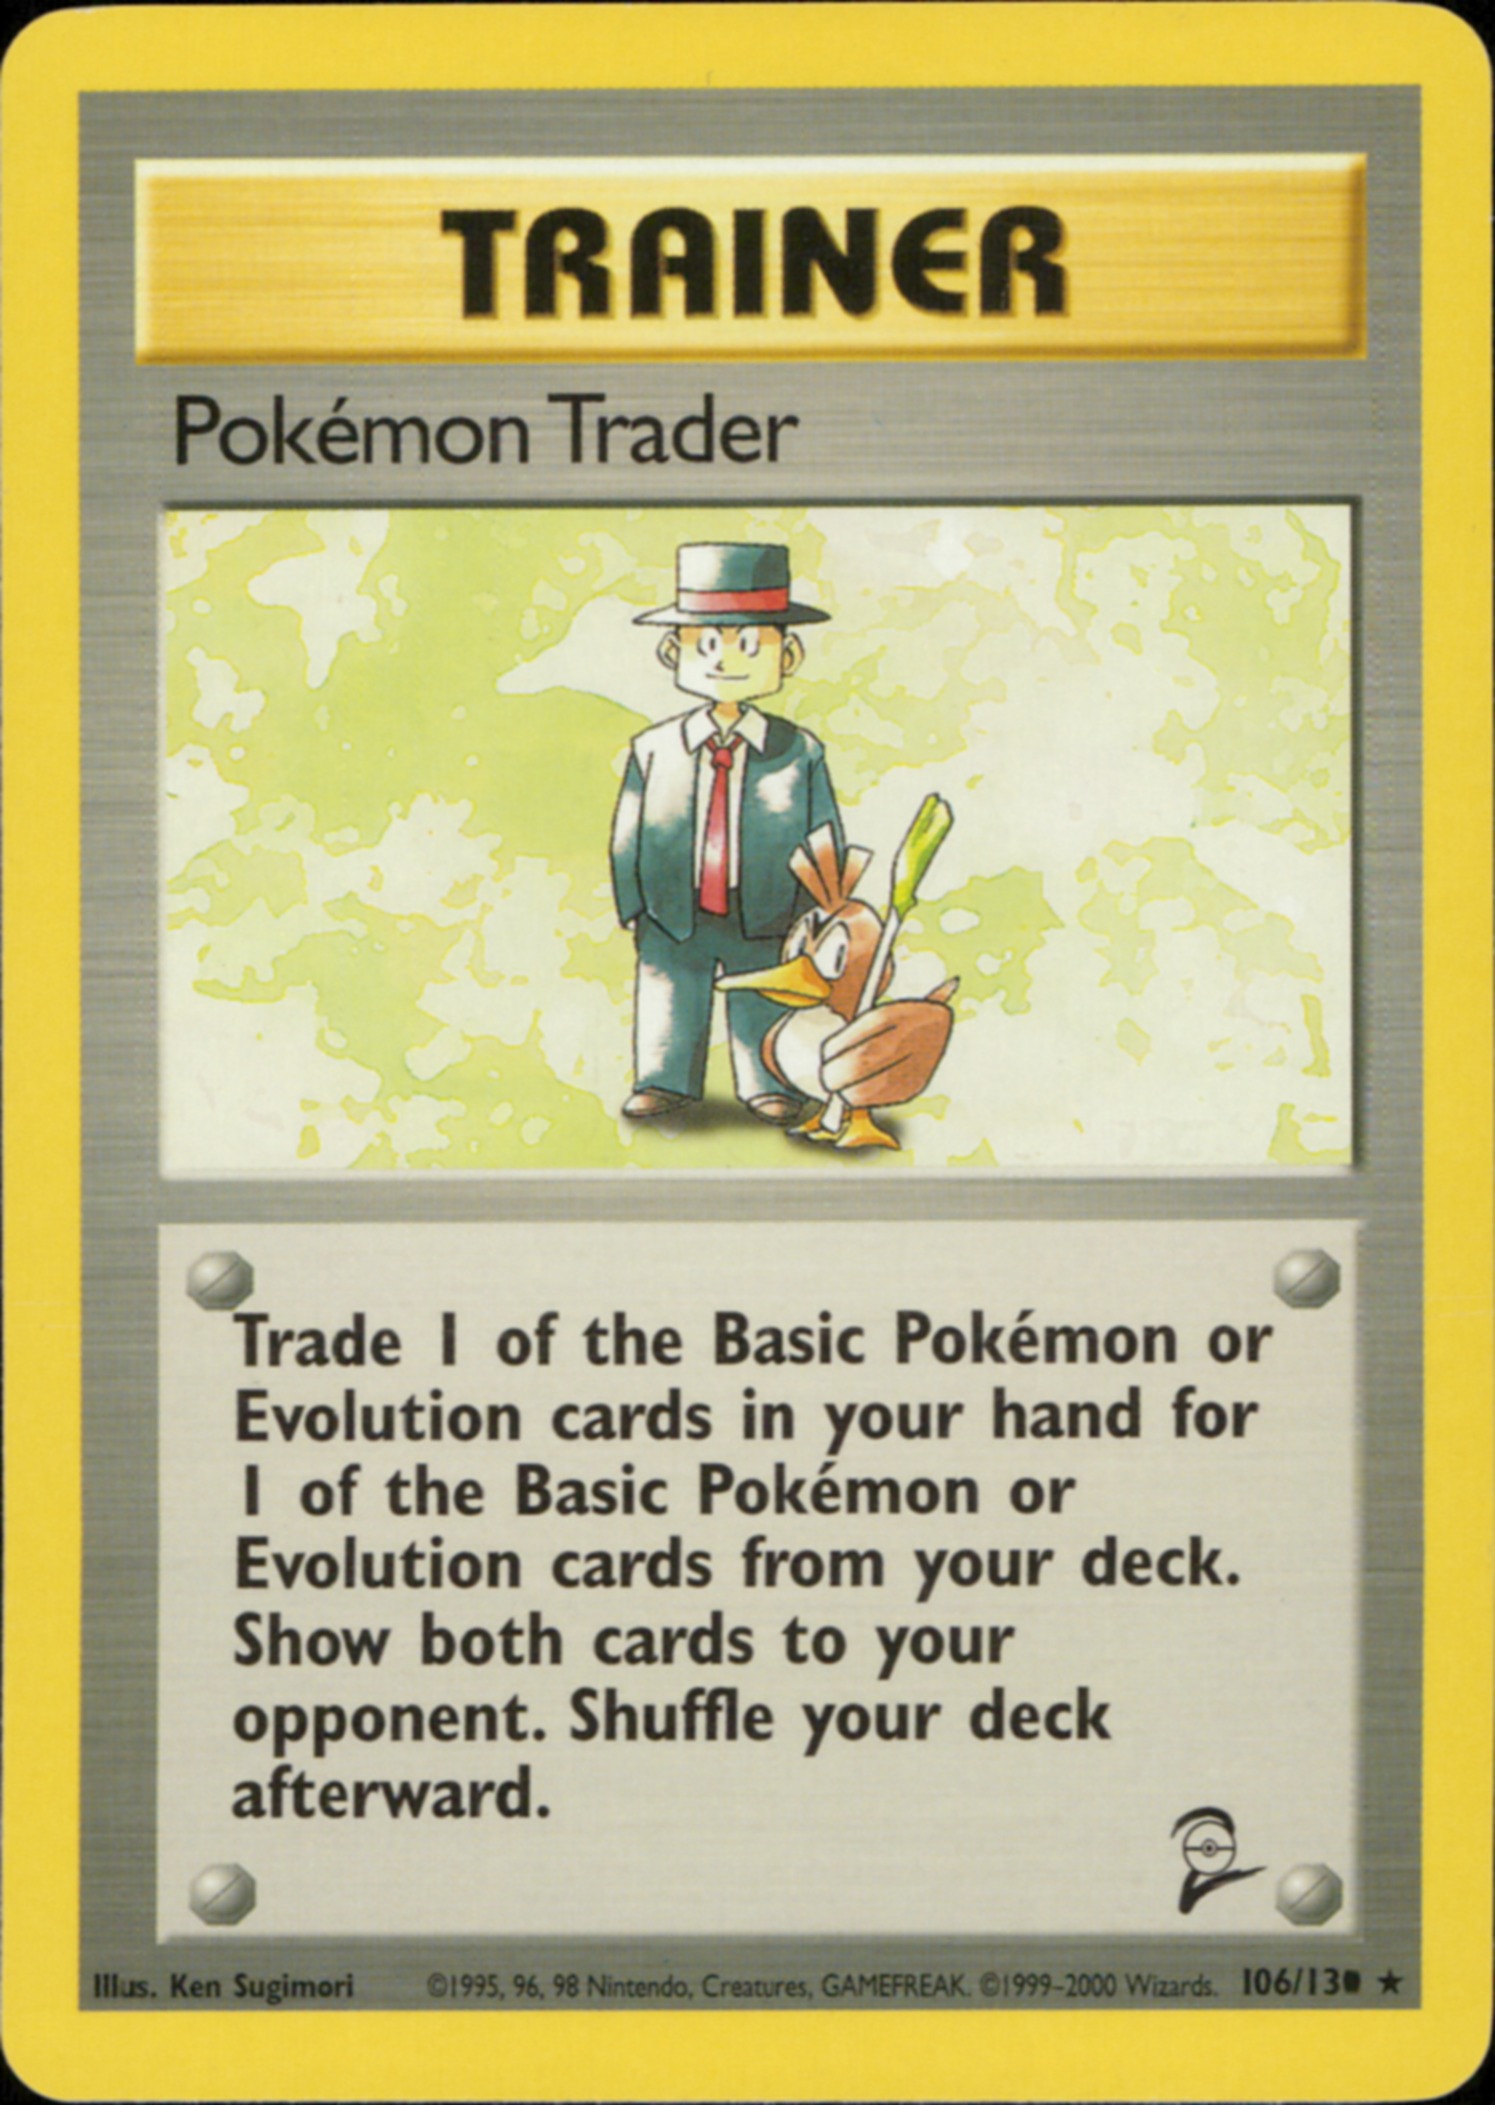 TRAINER
Pokémon Trader
Trade 1 of the Basic Pokémon or
Evolution cards in your hand for
1 of the Basic Pokémon or
Evolution cards from your deck.
Show both cards to your
opponent. Shuffle your deck
afterward.
Illus. Ken Sugimori ©1995, 96, 98 Nintendo, Creatures, GAMEFREAK. ©1999-2000 Wizards. ★